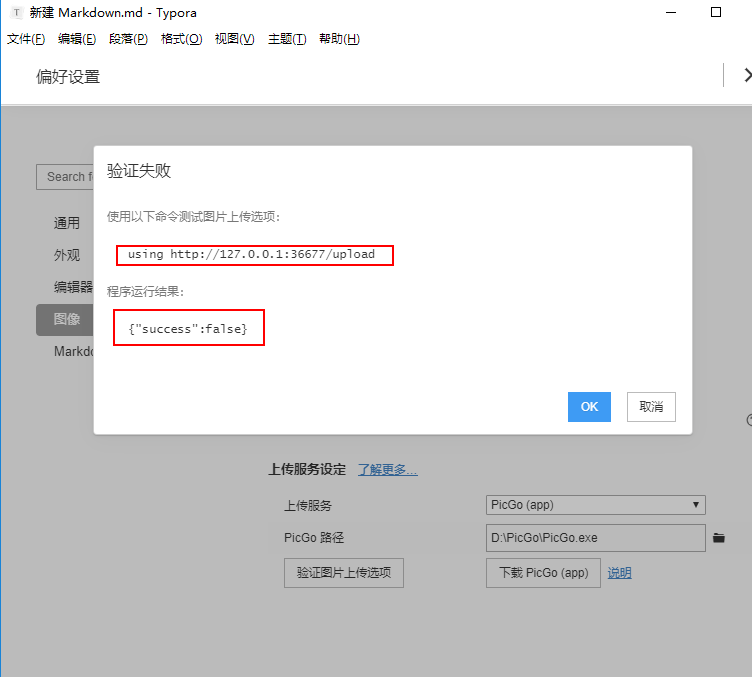 T 新建 Markdown.md - Typora
文件(F) 编辑(E) 段落(P) 格式(O) 视图(V) 主题(T) 帮助(H)
偏好设置
Search
通用
外观
编辑器
图像
验证失败
使用以下命令测试图片上传选项:
using http://127.0.0.1:36677/upload
程序运行结果:
{"success":false}
OK 取消
上传服务设定 了解更多...
上传服务 PicGo (app)
PicGo 路径 D:\PicGo\PicGo.exe
验证图片上传选项 下载 PicGo (app) 说明